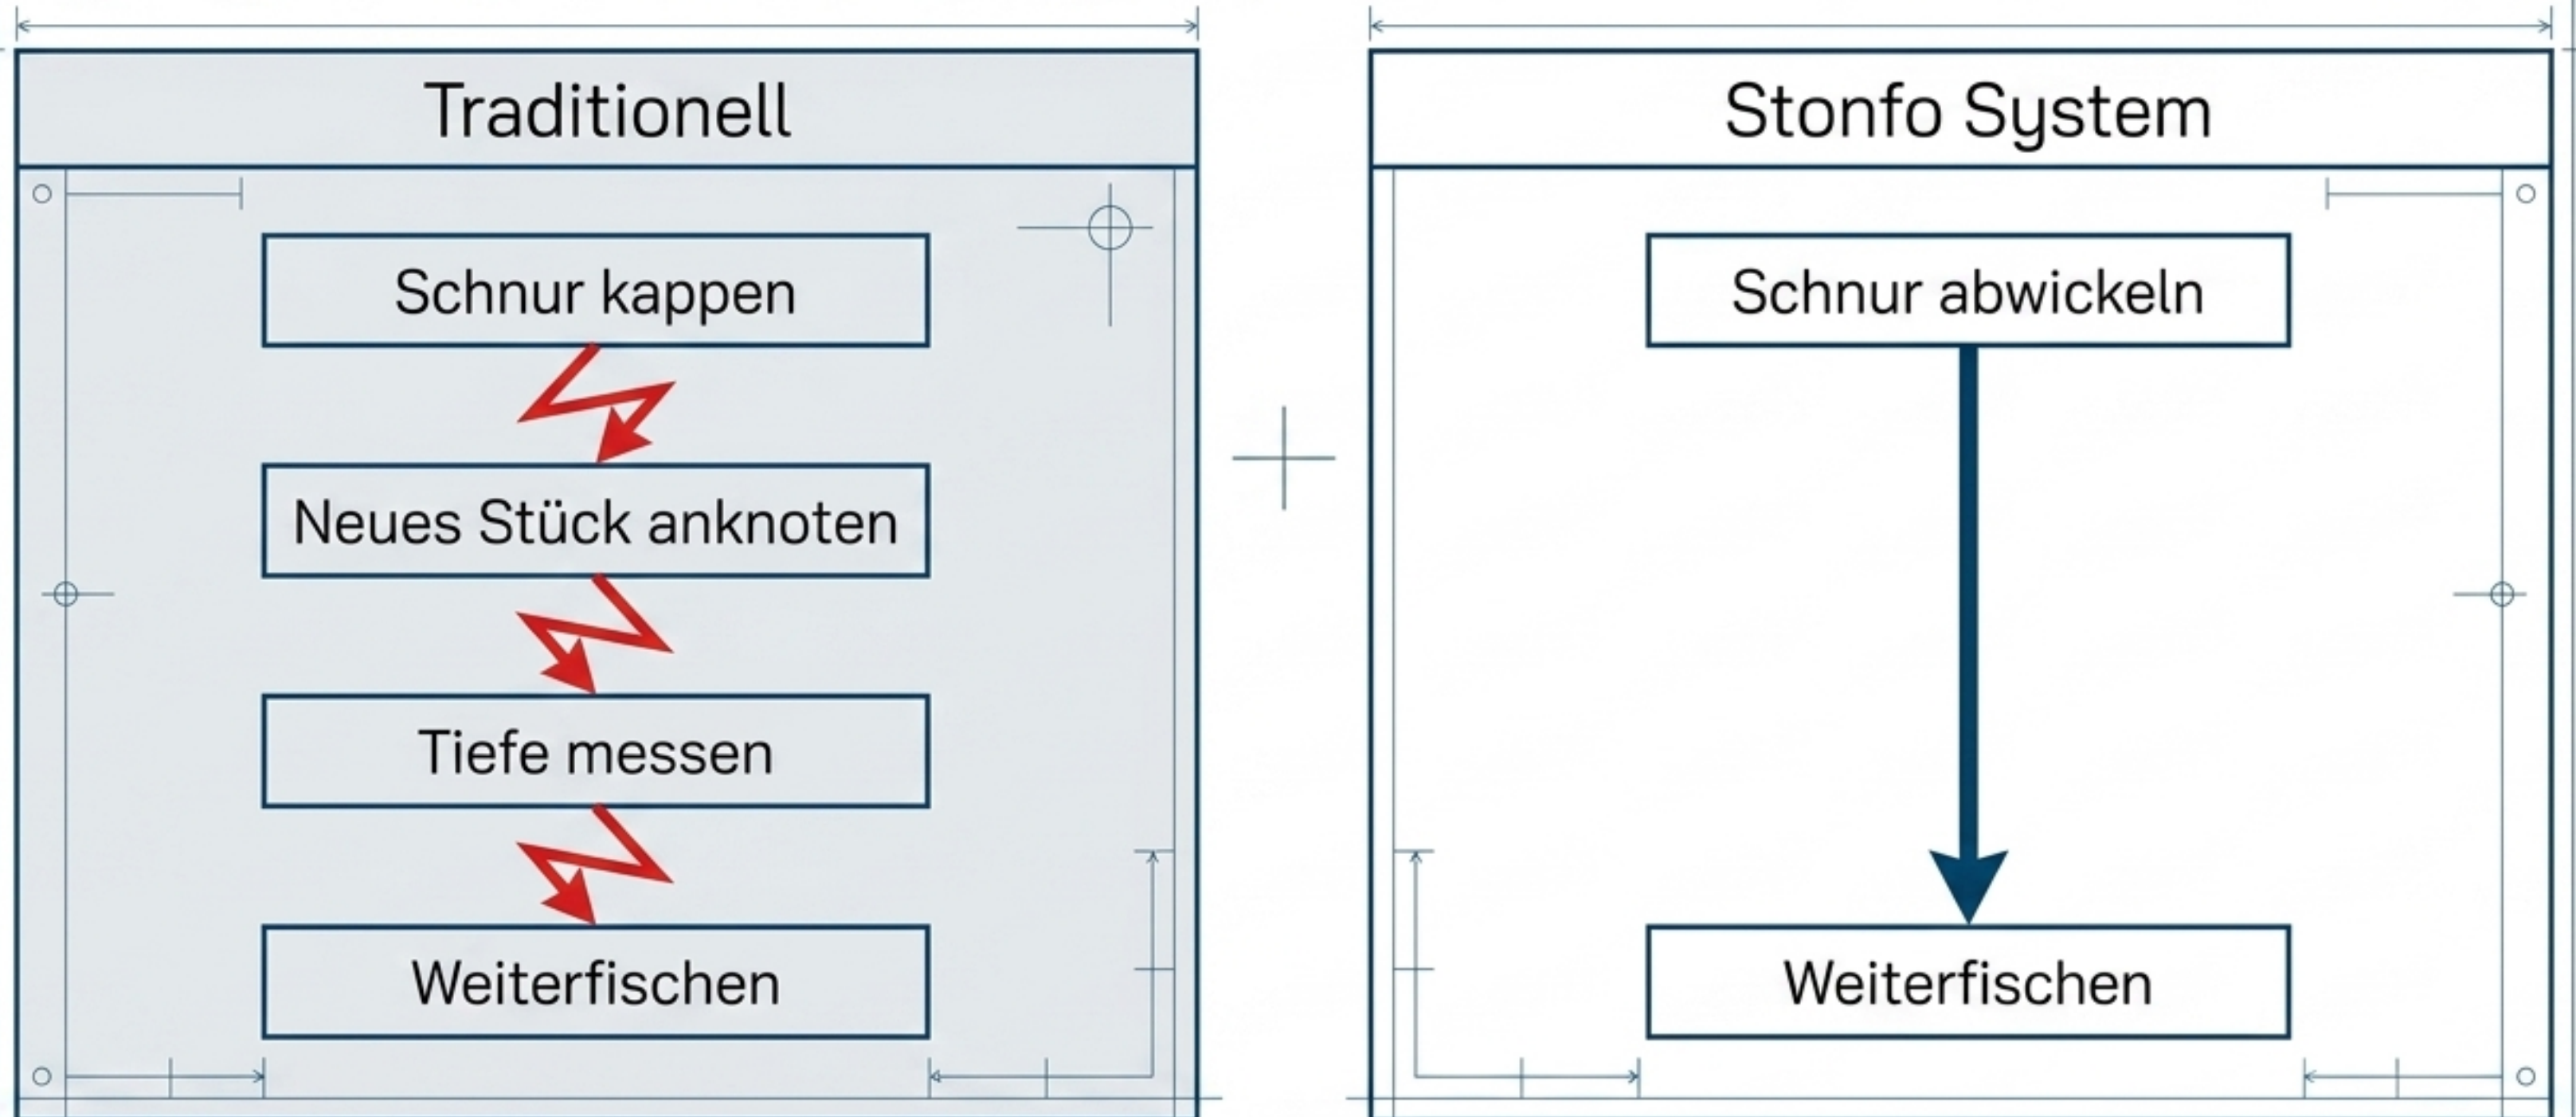 Traditionell
Schnur kappen
Neues Stück anknoten
Tiefe messen
Weiterfischen
Stonfo System
Schnur abwickeln
Weiterfischen